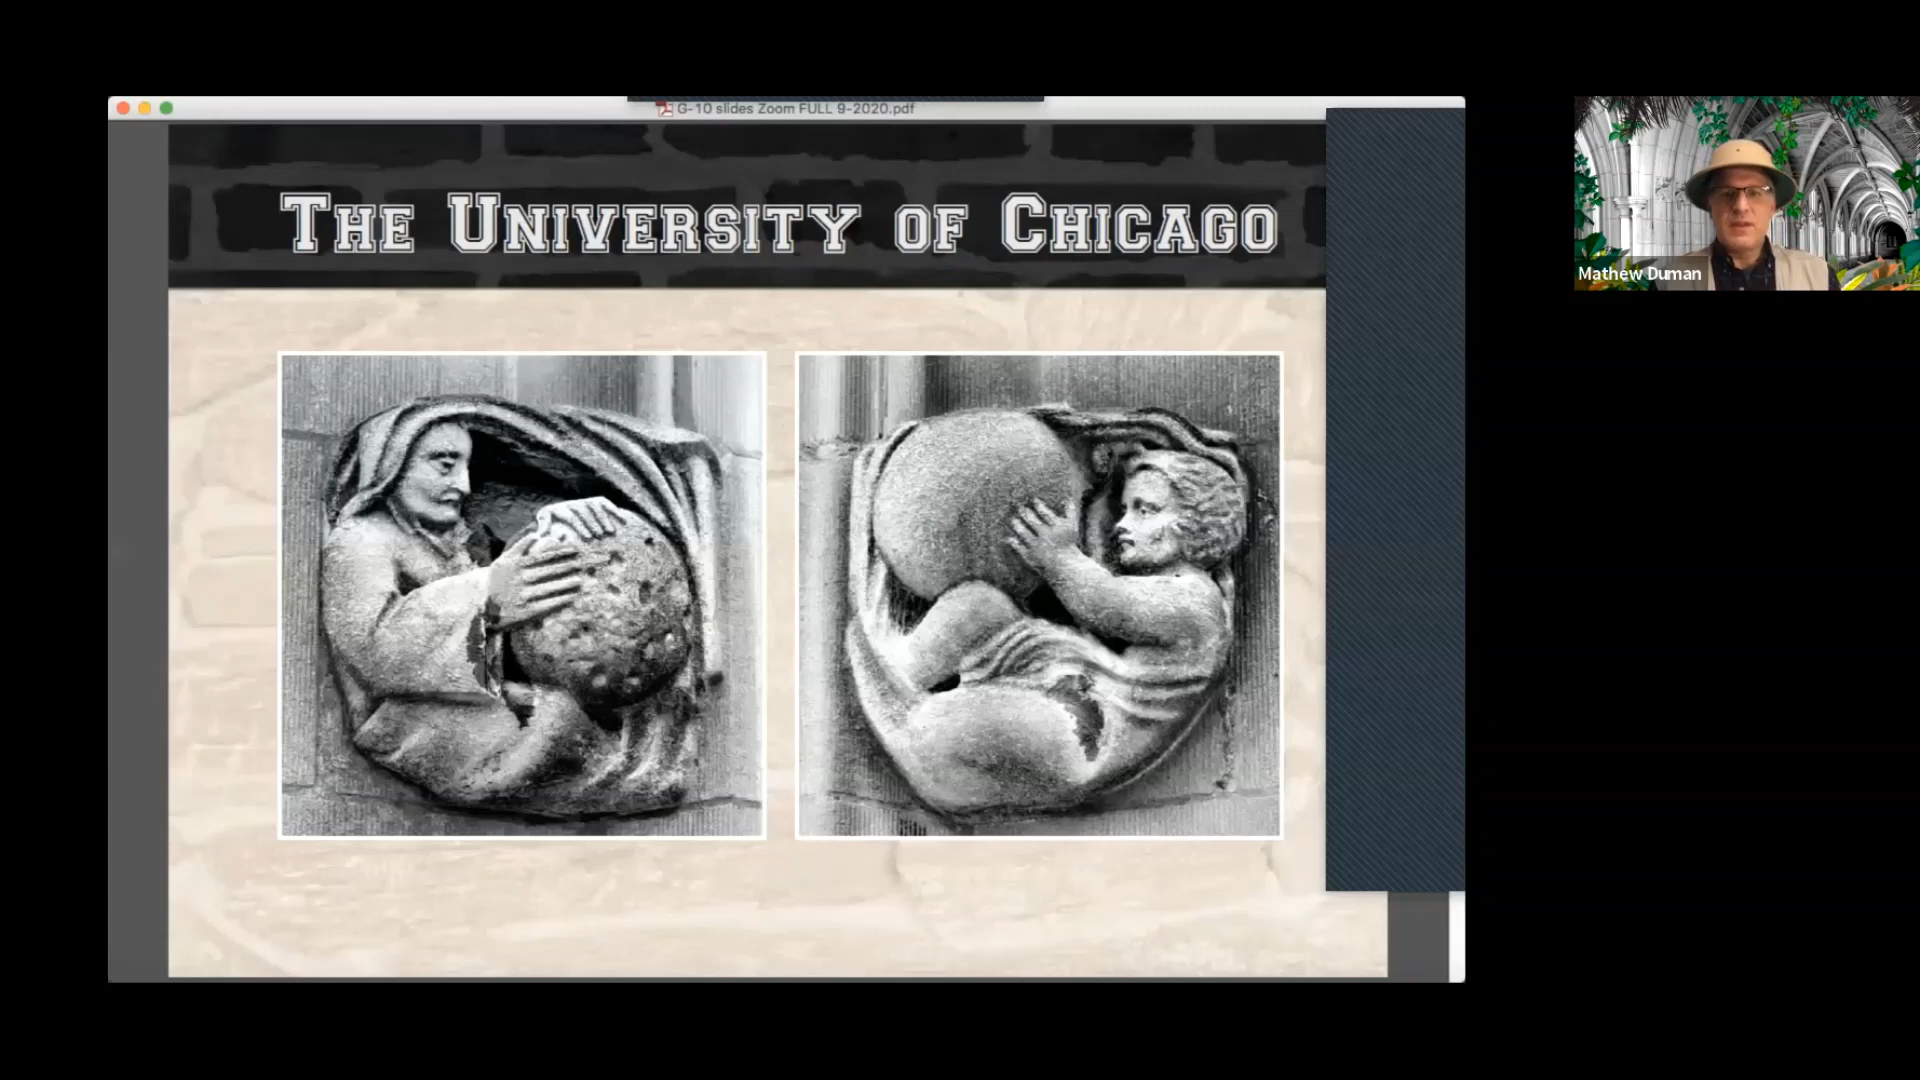 G-10 slides Zoom FULL 9-2020.pdf
THE UNIVERSITY OF CHICAGO
Mathew Duman